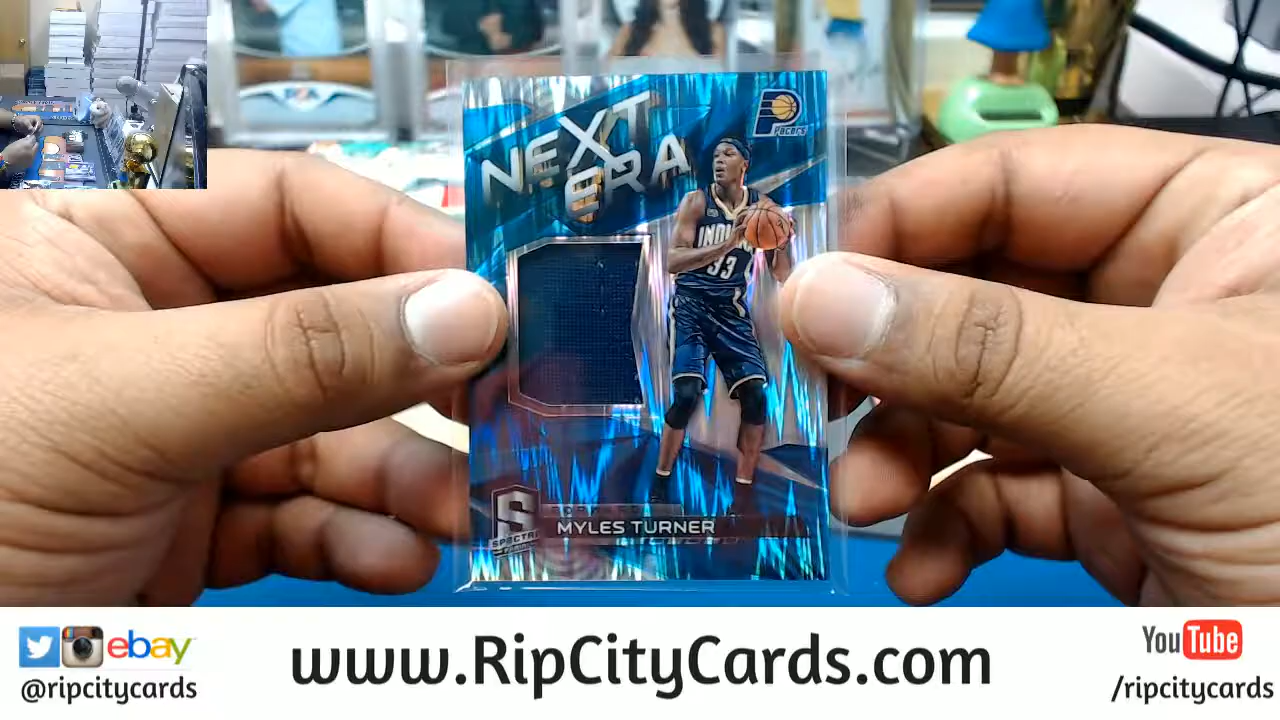 NEXT
ERA
Pacers
INDIANA
33
MYLES TURNER
S
SPECTRA
ebay
@ripcitycards
www.RipCityCards.com
YouTube
/ripcitycards